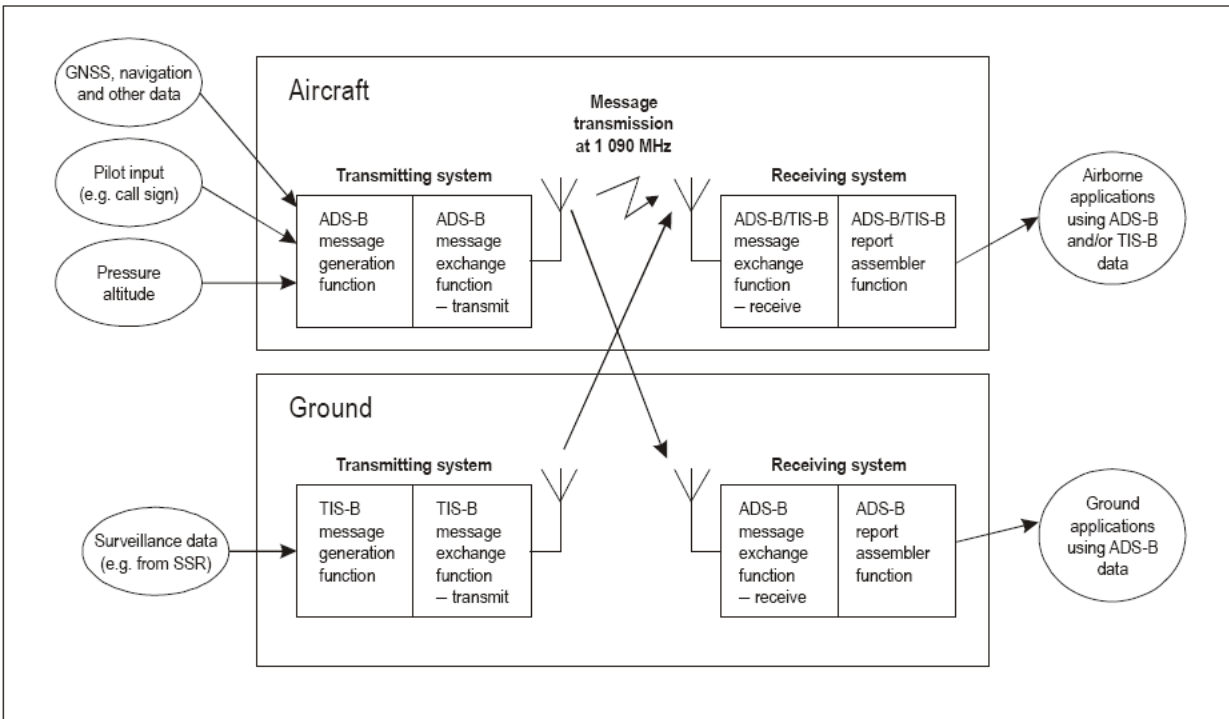 GNSS, navigation
and other data
Pilot input
(e.g. call sign)
Pressure
altitude
Aircraft
Message
transmission
at 1 090 MHz
Transmitting system
ADS-B
message
generation
function
ADS-B
message
exchange
function
– transmit
Receiving system
ADS-B/TIS-B
message
exchange
function
– receive
ADS-B/TIS-B
report
assembler
function
Airborne
applications
using ADS-B
and/or TIS-B
data
Ground
Surveillance data
(e.g. from SSR)
Transmitting system
TIS-B
message
generation
function
TIS-B
message
exchange
function
– transmit
Receiving system
ADS-B
message
exchange
function
– receive
ADS-B
report
assembler
function
Ground
applications
using ADS-B
data